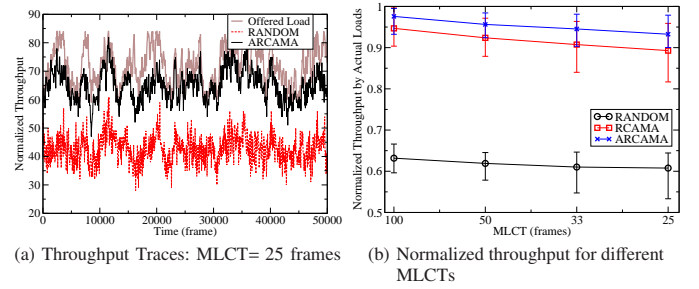 90
80
70
60
50
40
30
20
Normalized Throughput
Offered Load
RANDOM
ARCAMA
0
10000
20000
30000
40000
50000
Time (frame)
(a) Throughput Traces: MLCT= 25 frames
1
0.9
0.8
0.7
0.6
0.5
Normalized Throughput by Actual Loads
RANDOM
RCAMA
ARCAMA
100
50
33
25
MLCT (frames)
(b) Normalized throughput for different
MLCTs